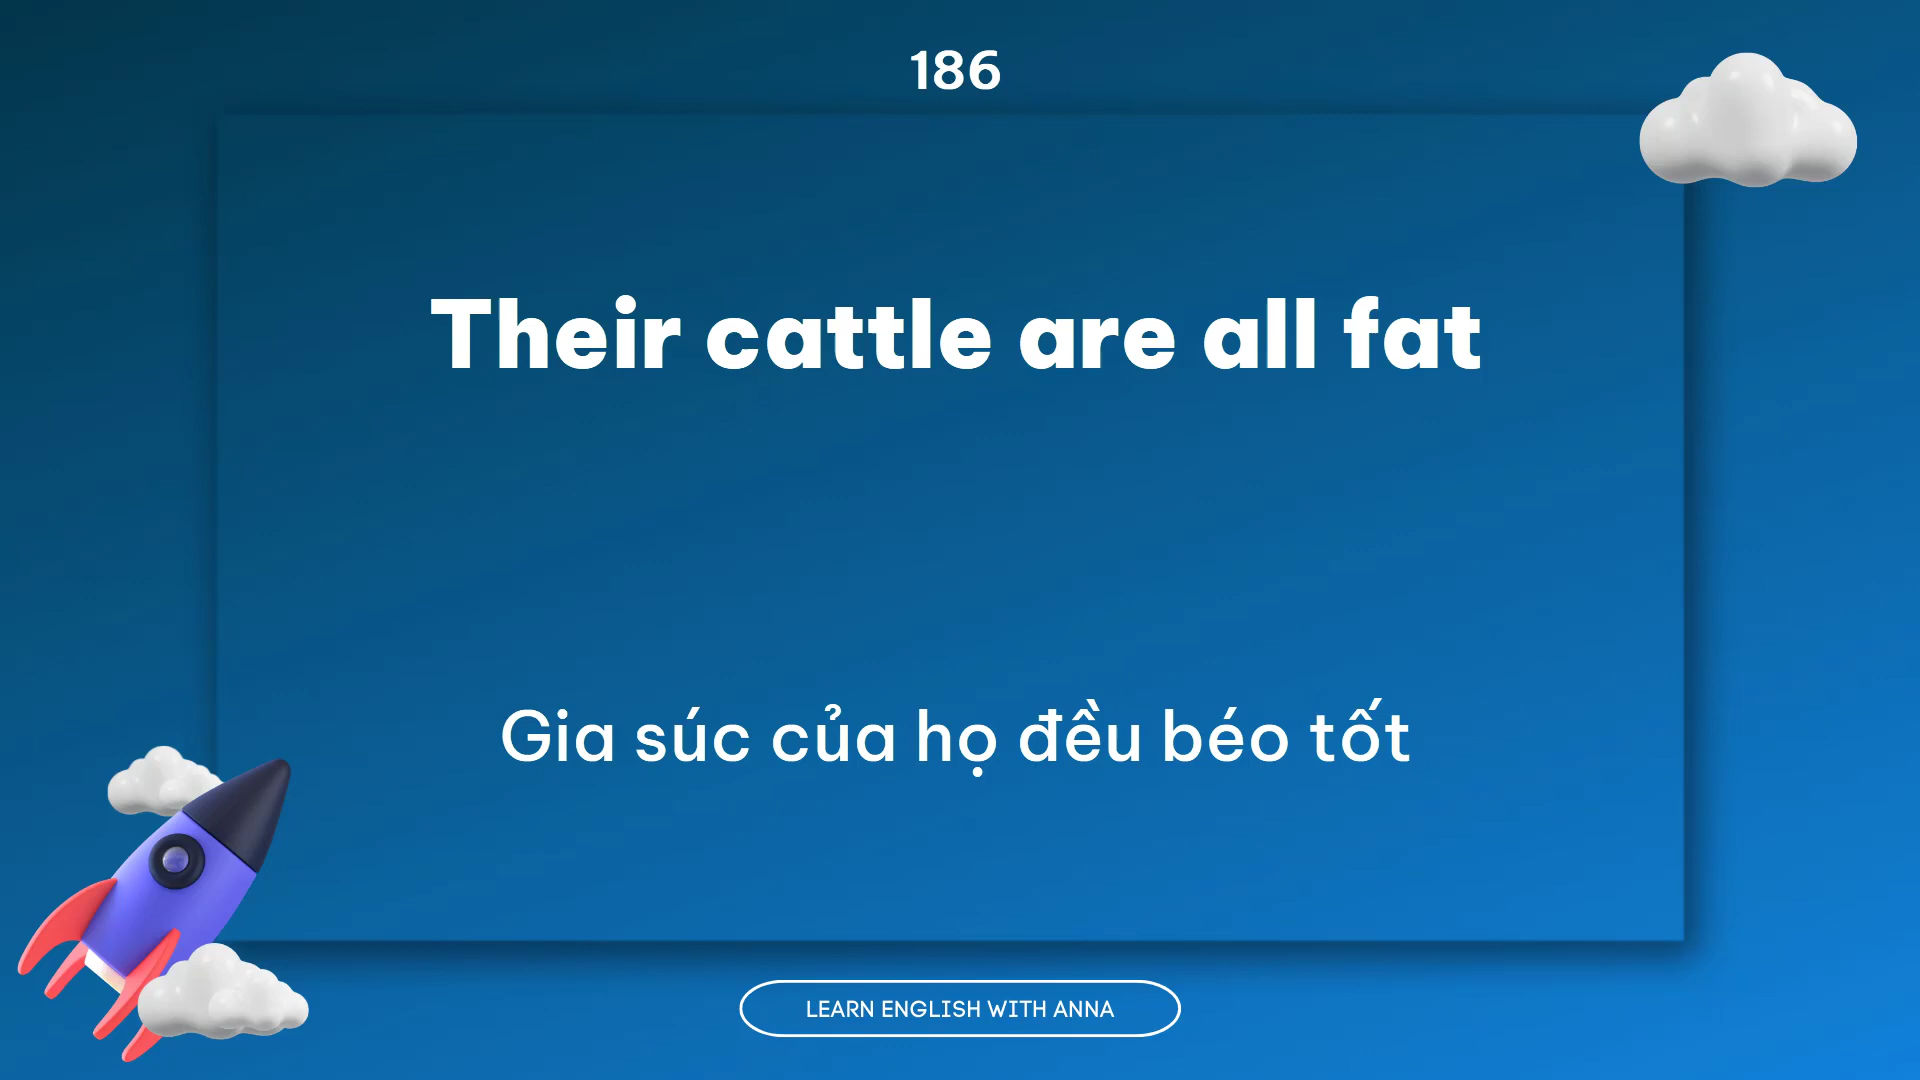 186
Their cattle are all fat
Gia súc của họ đều béo tốt
LEARN ENGLISH WITH ANNA